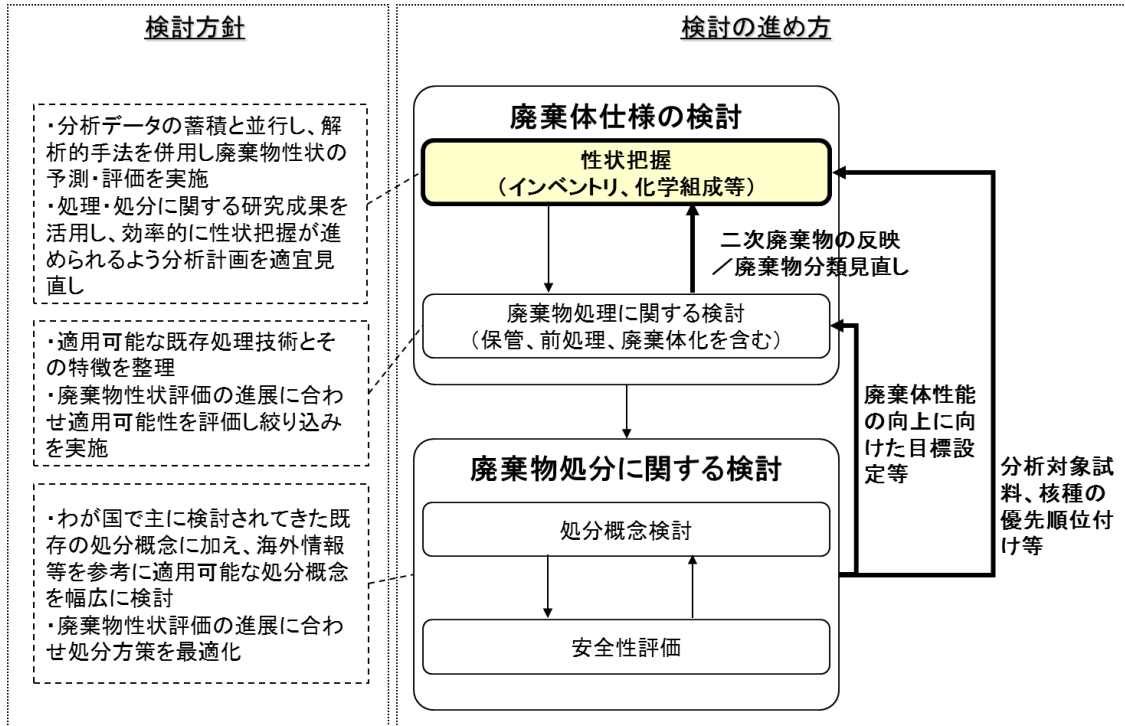 検討方針
・分析データの蓄積と並行し、解
析的手法を併用し廃棄物性状の
予測・評価を実施
・処理・処分に関する研究成果を
活用し、効率的に性状把握が進
められるよう分析計画を適宜見
直し
・適用可能な既存処理技術とそ
の特徴を整理
・廃棄物性状評価の進展に合わ
せ適用可能性を評価し絞り込み
を実施
・わが国で主に検討されてきた既
存の処分概念に加え、海外情報
等を参考に適用可能な処分概念
を幅広に検討
・廃棄物性状評価の進展に合わ
せ処分方策を最適化
検討の進め方
廃棄体仕様の検討
性状把握
（インベントリ、化学組成等）
二次廃棄物の反映
／廃棄物分類見直し
廃棄物処理に関する検討
（保管、前処理、廃棄体化を含む）
廃棄物処分に関する検討
処分概念検討
安全性評価
廃棄体性能
の向上に向
けた目標設
定等
分析対象試
料、核種の
優先順位付
け等